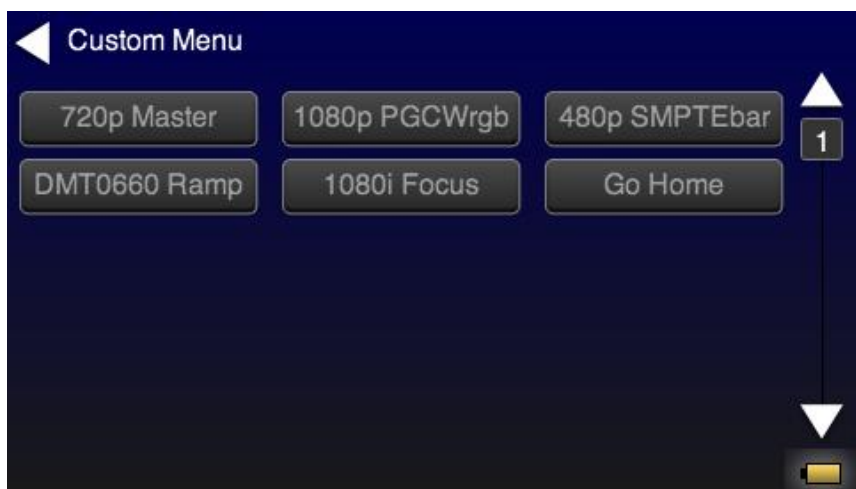 Custom Menu
720p Master 1080p PGCWrgb 480p SMPTEbar
1
DMT0660 Ramp 1080i Focus Go Home